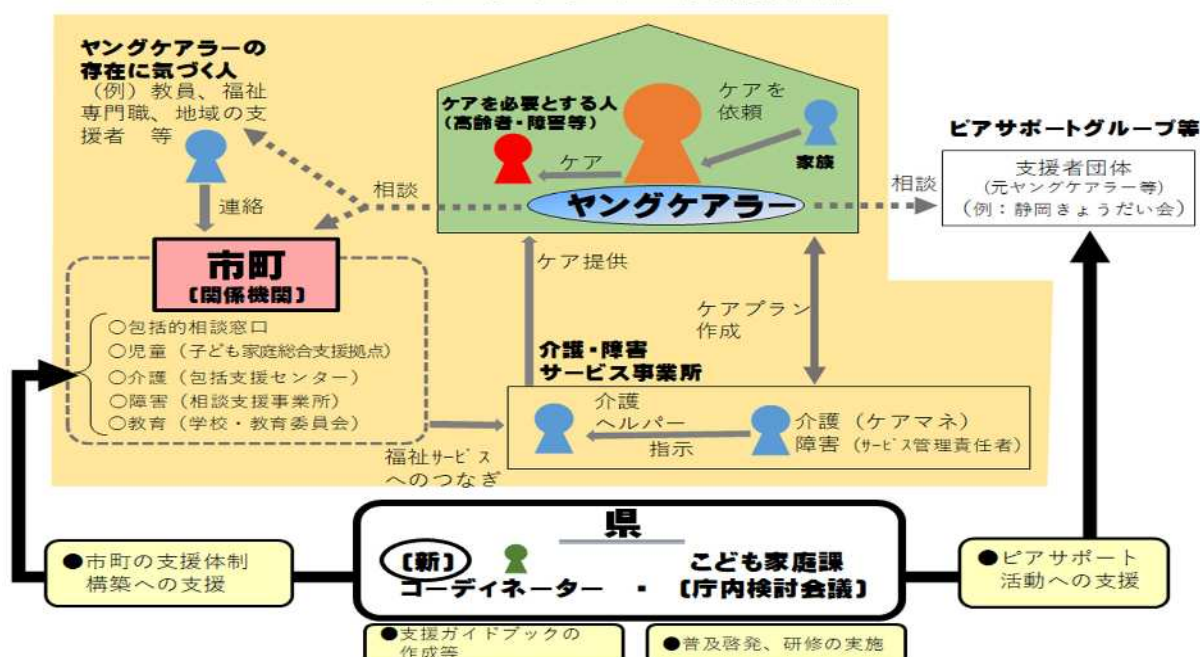 ヤングケアラーの
存在に気づく人
（例）教員、福祉
専門職、地域の支
援者　等
連絡
相談
市町
〔関係機関〕
○包括的相談窓口
○児童（子ども家庭総合支援拠点）
○介護（包括支援センター）
○障害（相談支援事業所）
○教育（学校・教育委員会）
ケアを必要とする人
（高齢者・障害等）
ケア
ケアを
依頼
家族
ヤングケアラー
相談
ピアサポートグループ等
支援者団体
（元ヤングケアラー等）
（例：静岡きょうだい会）
ケア提供
ケアプラン
作成
介護・障害
サービス事業所
介護
ヘルパー
指示
介護（ケアマネ）
障害（サービス管理責任者）
福祉サービス
へのつなぎ
県
〔新〕
コーディネーター　・　こども家庭課
〔庁内検討会議〕
●市町の支援体制
構築への支援
●ピアサポート
活動への支援
●支援ガイドブックの
作成等
●普及啓発、研修の実施